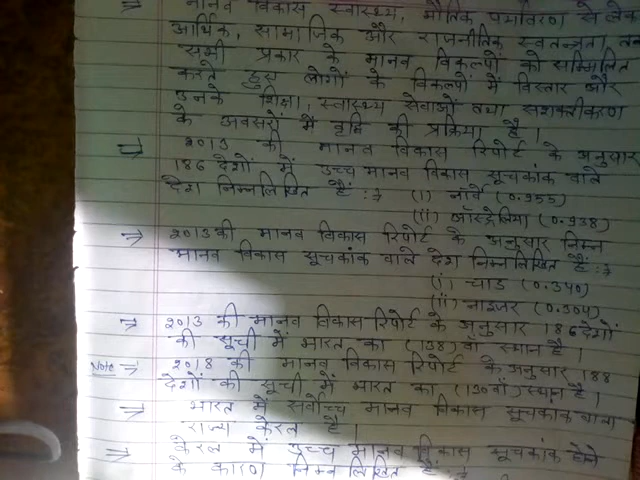 ⇒ मानव विकास स्वास्थ्य, भौतिक पर्यावरण से लेकर
आर्थिक, सामाजिक और राजनीतिक स्वतन्त्रता तक
सभी प्रकार के मानव विकल्पों को सम्मिलित
करते हुए लोगों के विकल्पों में विस्तार और
उनके शिक्षा, स्वास्थ्य सेवाओं तथा सशक्तीकरण
के अवसरों में वृद्धि की प्रक्रिया है।
⇒ 2013 की मानव विकास रिपोर्ट के अनुसार
186 देशों में उच्च मानव विकास सूचकांक वाले
देश निम्नलिखित हैं :→ (i) नॉर्वे (0.955)
(ii) ऑस्ट्रेलिया (0.938)
⇒ 2013 की मानव विकास रिपोर्ट के अनुसार निम्न
मानव विकास सूचकांक वाले देश निम्नलिखित हैं :→
(i) चाड (0.340)
(ii) नाइजर (0.304)
⇒ 2013 की मानव विकास रिपोर्ट के अनुसार 186 देशों
की सूची में भारत का (138) वाँ स्थान है।
Note ⇒ 2018 की मानव विकास रिपोर्ट के अनुसार 188
देशों की सूची में भारत का (130वाँ) स्थान है।
⇒ भारत में सर्वोच्च मानव विकास सूचकांक वाला
राज्य केरल है।
⇒ केरल में उच्च मानव विकास सूचकांक होने
के कारण निम्नलिखित हैं :→